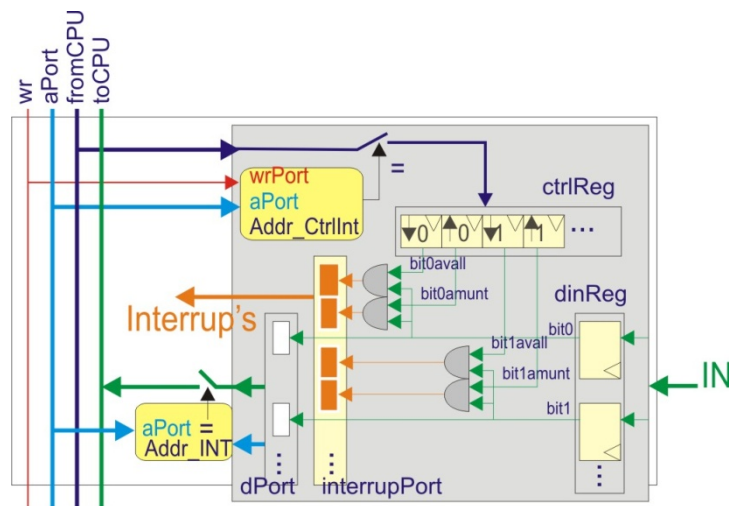 wr
aPort
fromCPU
toCPU
wrPort
aPort
Addr_CtrlInt
=
ctrlReg
0
0
1
1
...
bit0avall
bit0amunt
dinReg
Interrup's
bit0
bit1avall
bit1amunt
IN
bit1
aPort =
Addr_INT
...
...
...
dPort
interrupPort